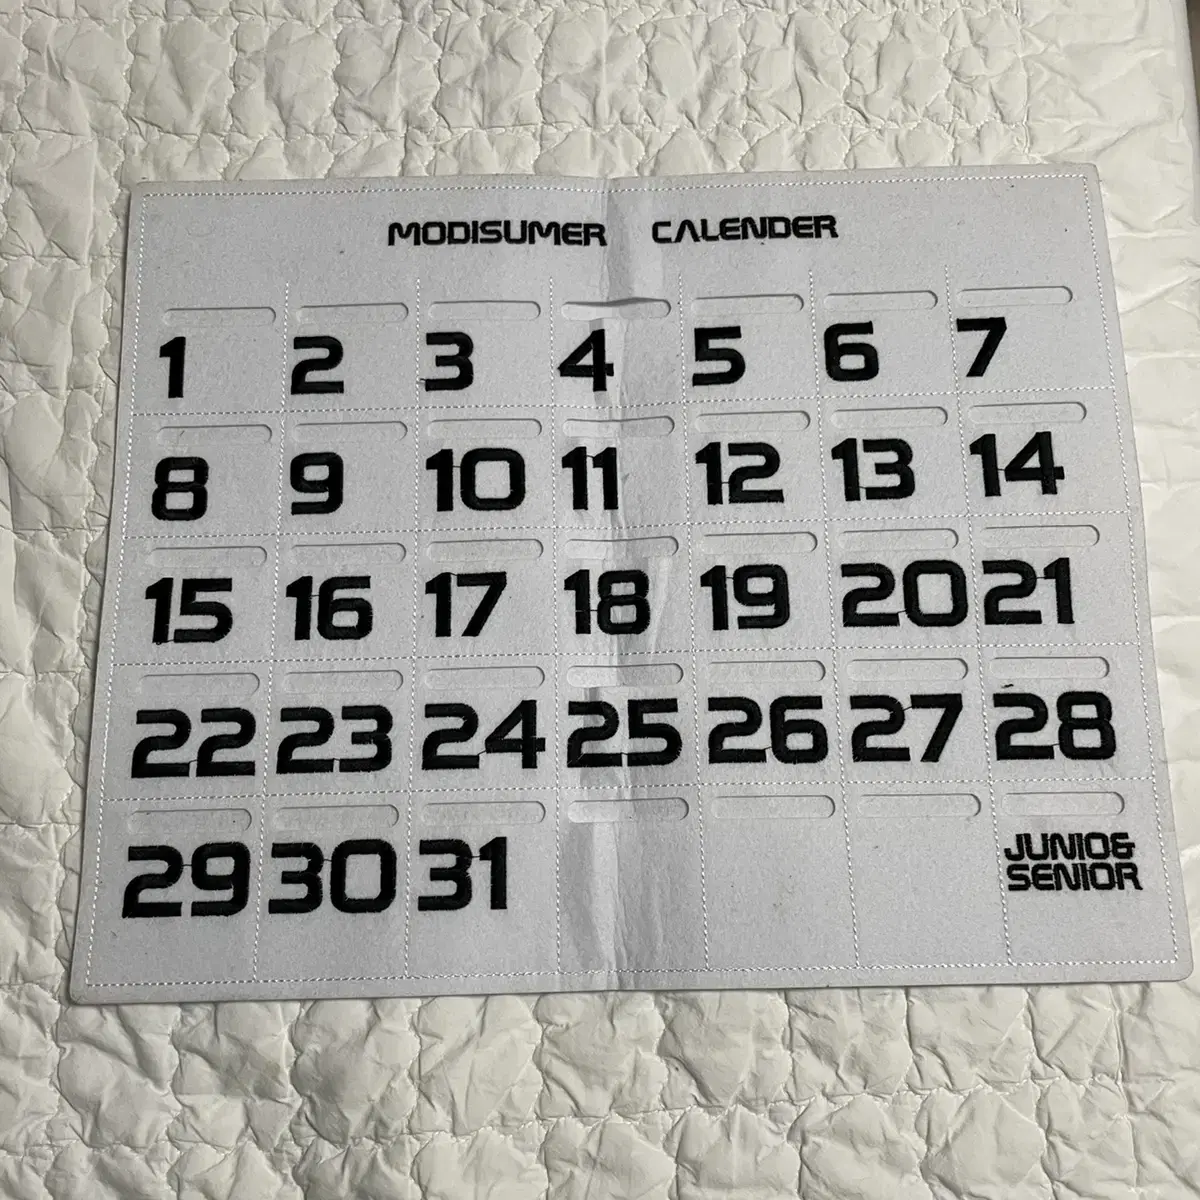 MODISUMER CALENDER
1 2 3 4 5 6 7
8 9 10 11 12 13 14
15 16 17 18 19 20 21
22 23 24 25 26 27 28
29 30 31
JUNIO&
SENIOR